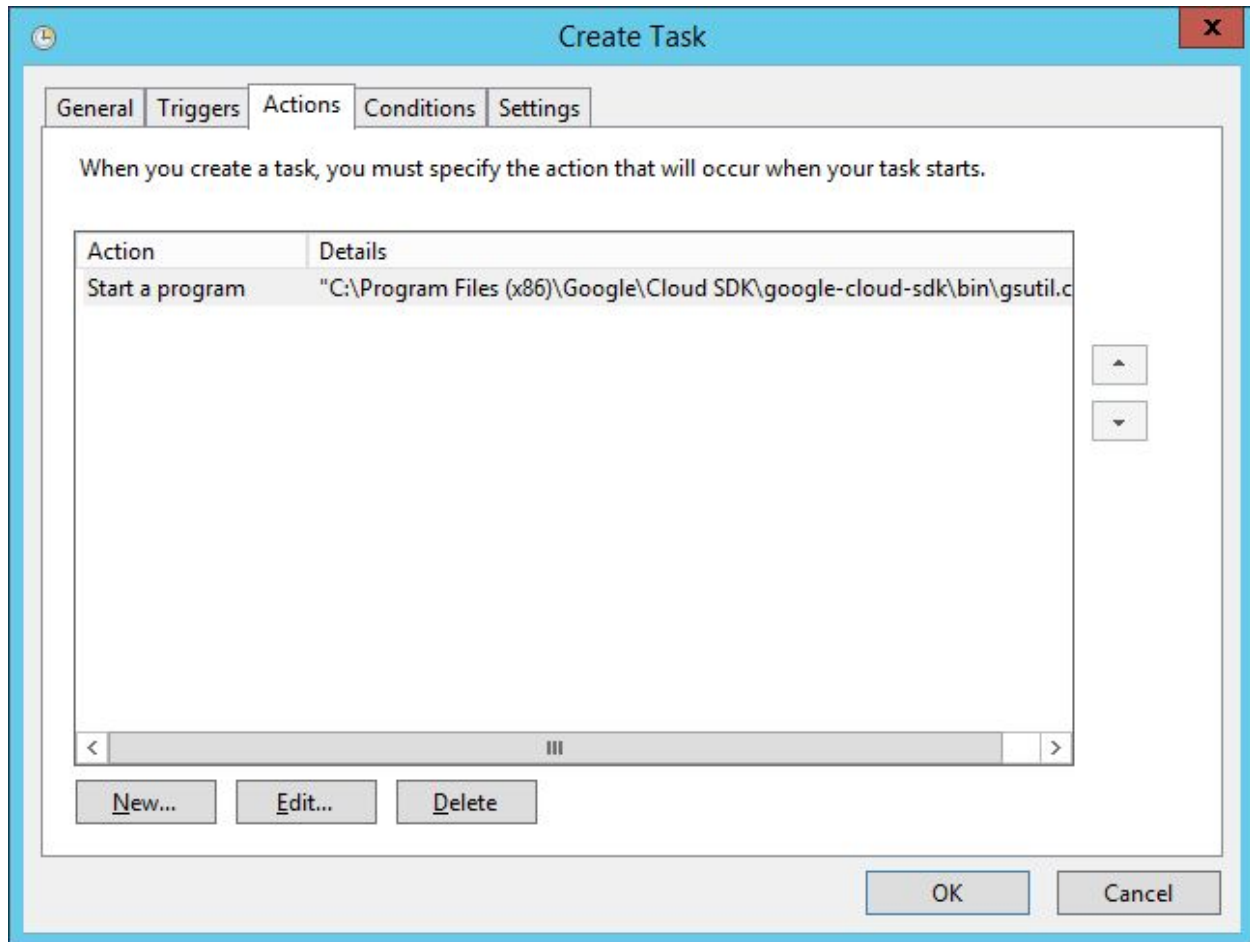 Create Task
x
General Triggers Actions Conditions Settings
When you create a task, you must specify the action that will occur when your task starts.
Action Details
Start a program "C:\Program Files (x86)\Google\Cloud SDK\google-cloud-sdk\bin\gsutil.c
New... Edit... Delete
OK Cancel